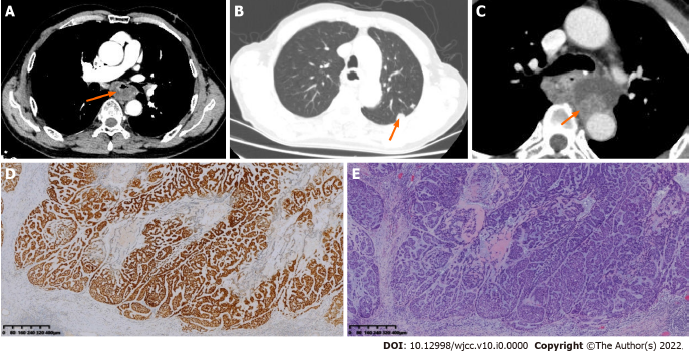 A
B
C
D
E
DOI: 10.12998/wjcc.v10.i0.0000 Copyright ©The Author(s) 2022.